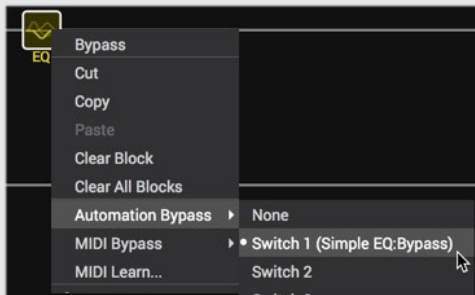 EQ
Bypass
Cut
Copy
Paste
Clear Block
Clear All Blocks
Automation Bypass
None
MIDI Bypass
Switch 1 (Simple EQ:Bypass)
MIDI Learn...
Switch 2